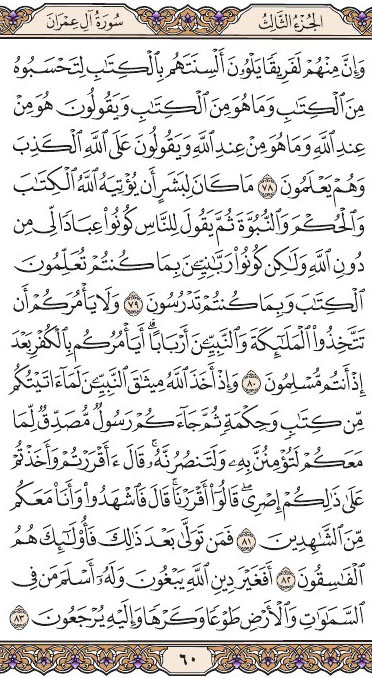 الجُزْءُ الثَّالِثُ
سُورَةُ آلِ عِمْرَانَ
وَإِنَّ مِنْهُمْ لَفَرِيقًا يَلْوُۥنَ أَلْسِنَتَهُم بِٱلْكِتَٰبِ لِتَحْسَبُوهُ
مِنَ ٱلْكِتَٰبِ وَمَا هُوَ مِنَ ٱلْكِتَٰبِ وَيَقُولُونَ هُوَ مِنْ
عِندِ ٱللَّهِ وَمَا هُوَ مِنْ عِندِ ٱللَّهِ وَيَقُولُونَ عَلَى ٱللَّهِ ٱلْكَذِبَ
وَهُمْ يَعْلَمُونَ ٧٨ مَا كَانَ لِبَشَرٍ أَن يُؤْتِيَهُ ٱللَّهُ ٱلْكِتَٰبَ
وَٱلْحُكْمَ وَٱلنُّبُوَّةَ ثُمَّ يَقُولَ لِلنَّاسِ كُونُوا۟ عِبَادًا لِّى مِن
دُونِ ٱللَّهِ وَلَٰكِن كُونُوا۟ رَبَّٰنِيِّۦنَ بِمَا كُنتُمْ تُعَلِّمُونَ
ٱلْكِتَٰبَ وَبِمَا كُنتُمْ تَدْرُسُونَ ٧٩ وَلَا يَأْمُرَكُمْ أَن
تَتَّخِذُوا۟ ٱلْمَلَٰٓئِكَةَ وَٱلنَّبِيِّۦنَ أَرْبَابًا ۗ أَيَأْمُرُكُم بِٱلْكُفْرِ بَعْدَ
إِذْ أَنتُم مُّسْلِمُونَ ٨٠ وَإِذْ أَخَذَ ٱللَّهُ مِيثَٰقَ ٱلنَّبِيِّۦنَ لَمَآ ءَاتَيْتُكُم
مِّن كِتَٰبٍ وَحِكْمَةٍ ثُمَّ جَآءَكُمْ رَسُولٌ مُّصَدِّقٌ لِّمَا
مَعَكُمْ لَتُؤْمِنُنَّ بِهِۦ وَلَتَنصُرُنَّهُۥ ۚ قَالَ ءَأَقْرَرْتُمْ وَأَخَذْتُمْ
عَلَىٰ ذَٰلِكُمْ إِصْرِى ۖ قَالُوٓا۟ أَقْرَرْنَا ۚ قَالَ فَٱشْهَدُوا۟ وَأَنَا۠ مَعَكُم
مِّنَ ٱلشَّٰهِدِينَ ٨١ فَمَن تَوَلَّىٰ بَعْدَ ذَٰلِكَ فَأُو۟لَٰٓئِكَ هُمُ
ٱلْفَٰسِقُونَ ٨٢ أَفَغَيْرَ دِينِ ٱللَّهِ يَبْغُونَ وَلَهُۥٓ أَسْلَمَ مَن فِى
ٱلسَّمَٰوَٰتِ وَٱلْأَرْضِ طَوْعًا وَكَرْهًا وَإِلَيْهِ يُرْجَعُونَ ٨٣
٦٠